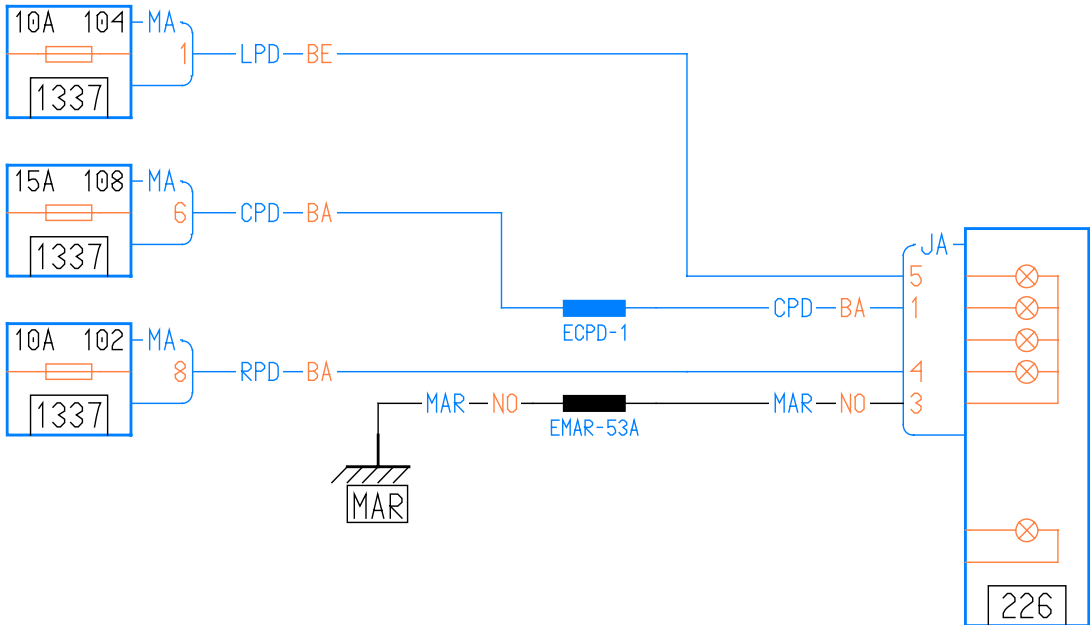 10A 104 MA
1 LPD BE
1337
15A 108 MA
6 CPD BA
1337
JA
5
CPD BA 1
ECPD-1
10A 102 MA
8 RPD BA 4
1337
MAR NO MAR NO 3
EMAR-53A
MAR
226